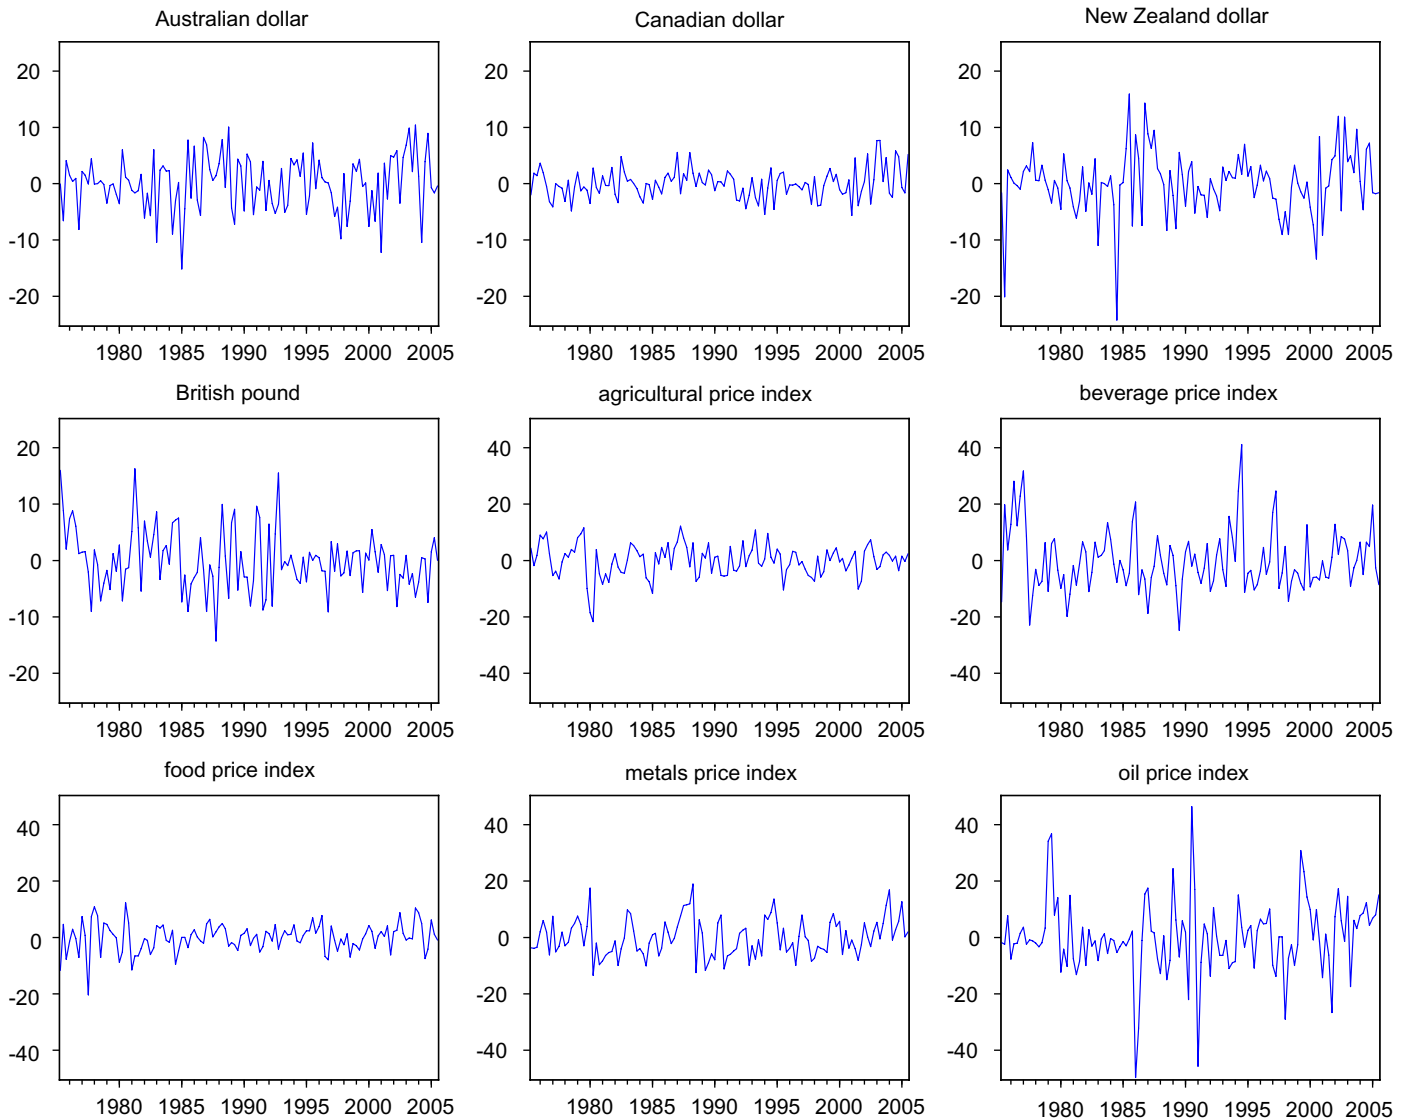 Australian dollar
Canadian dollar
New Zealand dollar
20
10
0
-10
-20
1980 1985 1990 1995 2000 2005
20
10
0
-10
-20
1980 1985 1990 1995 2000 2005
20
10
0
-10
-20
1980 1985 1990 1995 2000 2005
British pound
agricultural price index
beverage price index
20
10
0
-10
-20
1980 1985 1990 1995 2000 2005
40
20
0
-20
-40
1980 1985 1990 1995 2000 2005
40
20
0
-20
-40
1980 1985 1990 1995 2000 2005
food price index
metals price index
oil price index
40
20
0
-20
-40
1980 1985 1990 1995 2000 2005
40
20
0
-20
-40
1980 1985 1990 1995 2000 2005
40
20
0
-20
-40
1980 1985 1990 1995 2000 2005